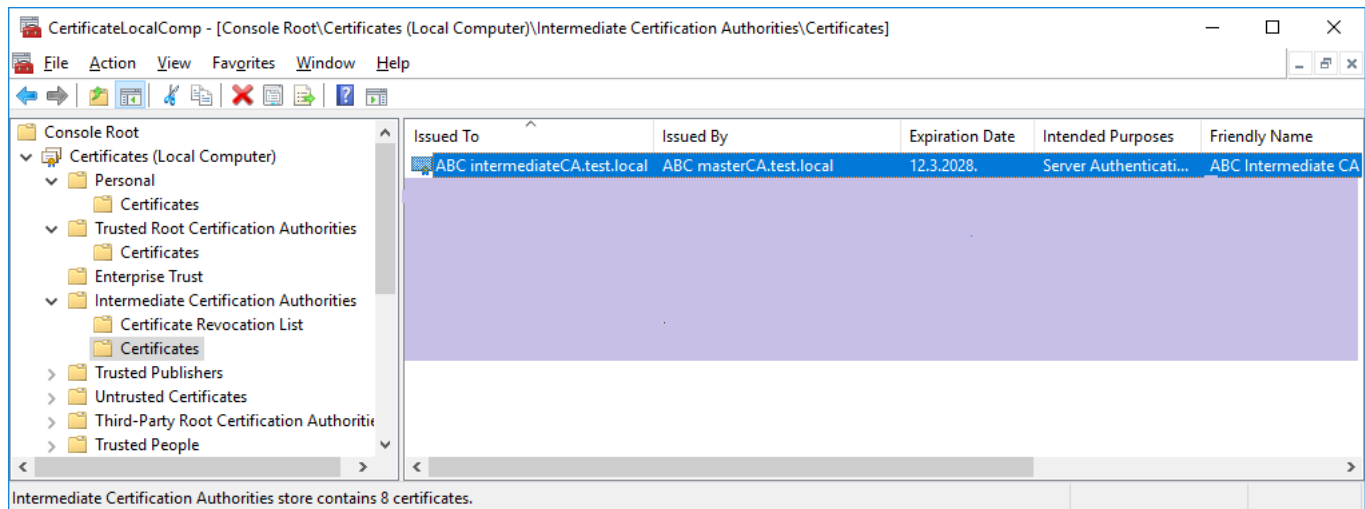 CertificateLocalComp - [Console Root\Certificates (Local Computer)\Intermediate Certification Authorities\Certificates]
File Action View Favorites Window Help
Console Root
Certificates (Local Computer)
Personal
Certificates
Trusted Root Certification Authorities
Certificates
Enterprise Trust
Intermediate Certification Authorities
Certificate Revocation List
Certificates
Trusted Publishers
Untrusted Certificates
Third-Party Root Certification Authoritie
Trusted People
Issued To Issued By Expiration Date Intended Purposes Friendly Name
ABC intermediateCA.test.local ABC masterCA.test.local 12.3.2028. Server Authenticati... ABC Intermediate CA
Intermediate Certification Authorities store contains 8 certificates.